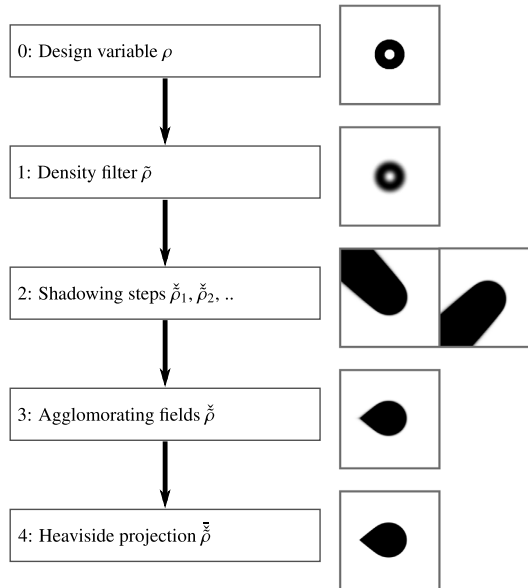 0: Design variable ρ
1: Density filter ρ̃
2: Shadowing steps ρ̃̌₁, ρ̃̌₂, ..
3: Agglomorating fields ρ̃̌
4: Heaviside projection ρ̃̌̄